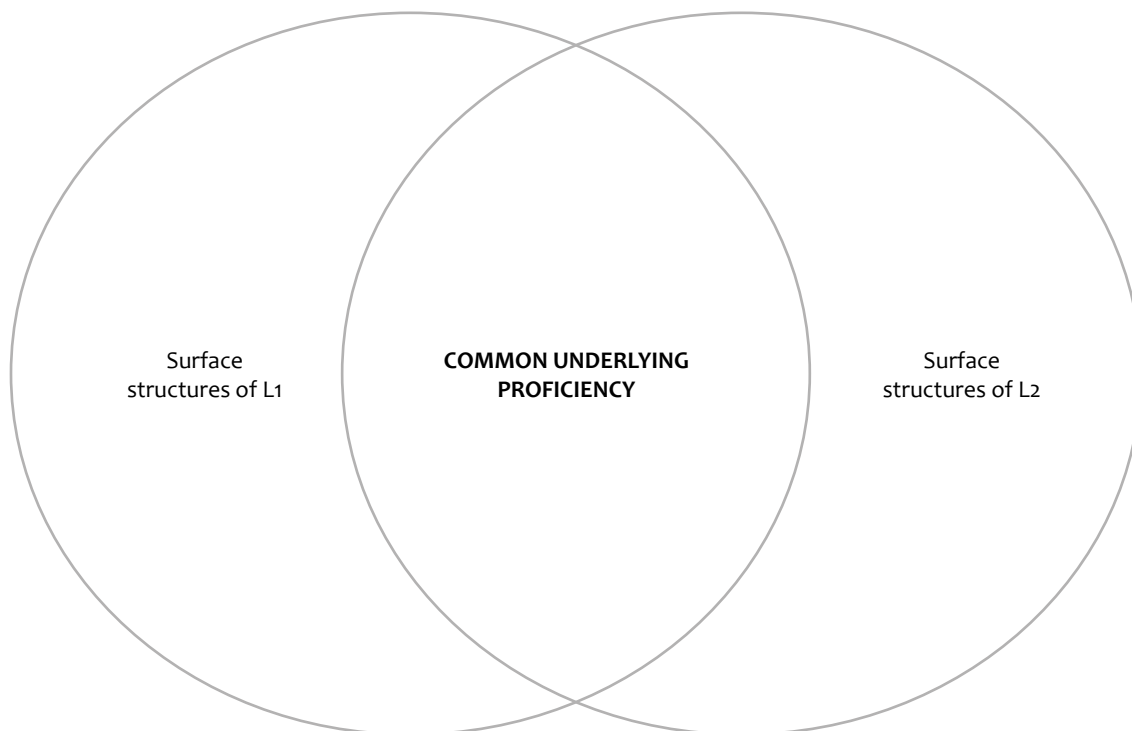 Surface
structures of L1
COMMON UNDERLYING
PROFICIENCY
Surface
structures of L2